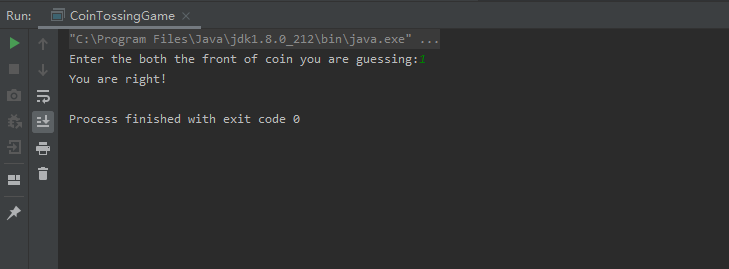 Run: CoinTossingGame
"C:\Program Files\Java\jdk1.8.0_212\bin\java.exe" ...
Enter the both the front of coin you are guessing:1
You are right!
Process finished with exit code 0